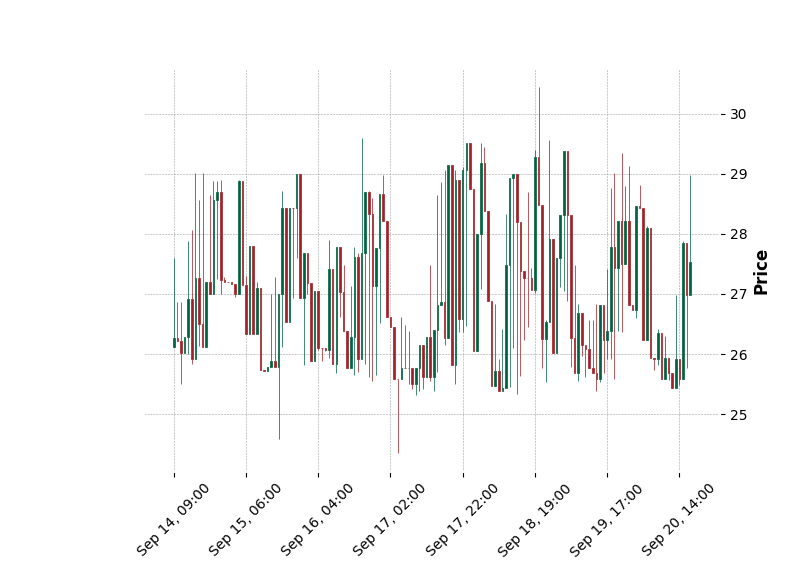 30
29
28
27
26
25
Price
Sep 14, 09:00
Sep 15, 06:00
Sep 16, 04:00
Sep 17, 02:00
Sep 17, 22:00
Sep 18, 19:00
Sep 19, 17:00
Sep 20, 14:00